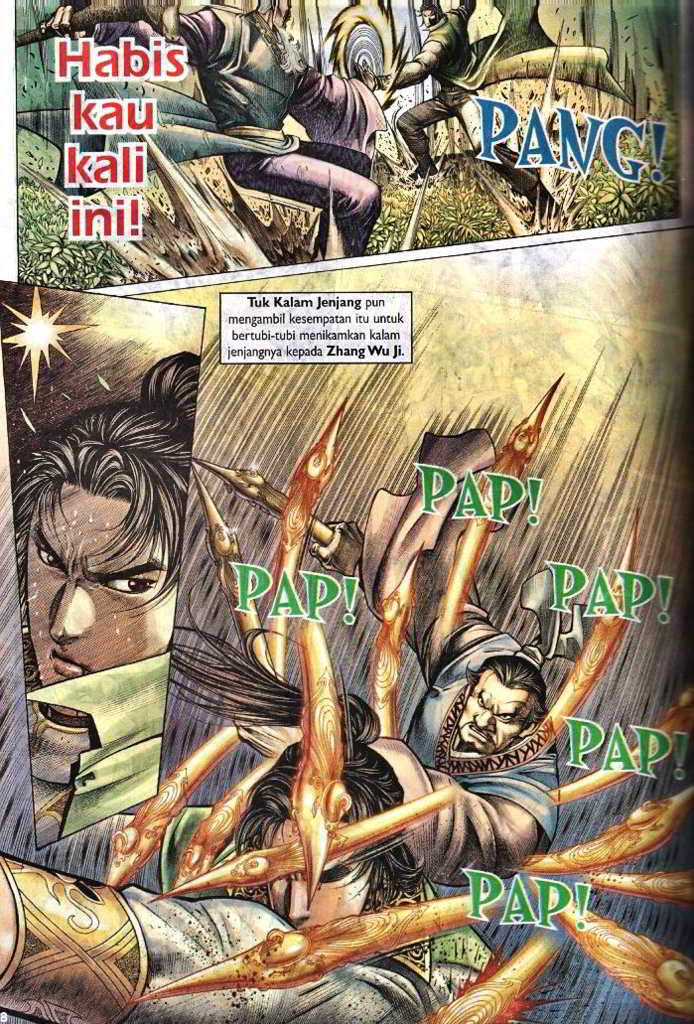 Habis
kau
kali
ini!
PANG!
Tuk Kalam Jenjang pun
mengambil kesempatan itu untuk
bertubi-tubi menikamkan kalam
jenjangnya kepada Zhang Wu Ji.
PAP!
PAP!
PAP!
PAP!
PAP!
8